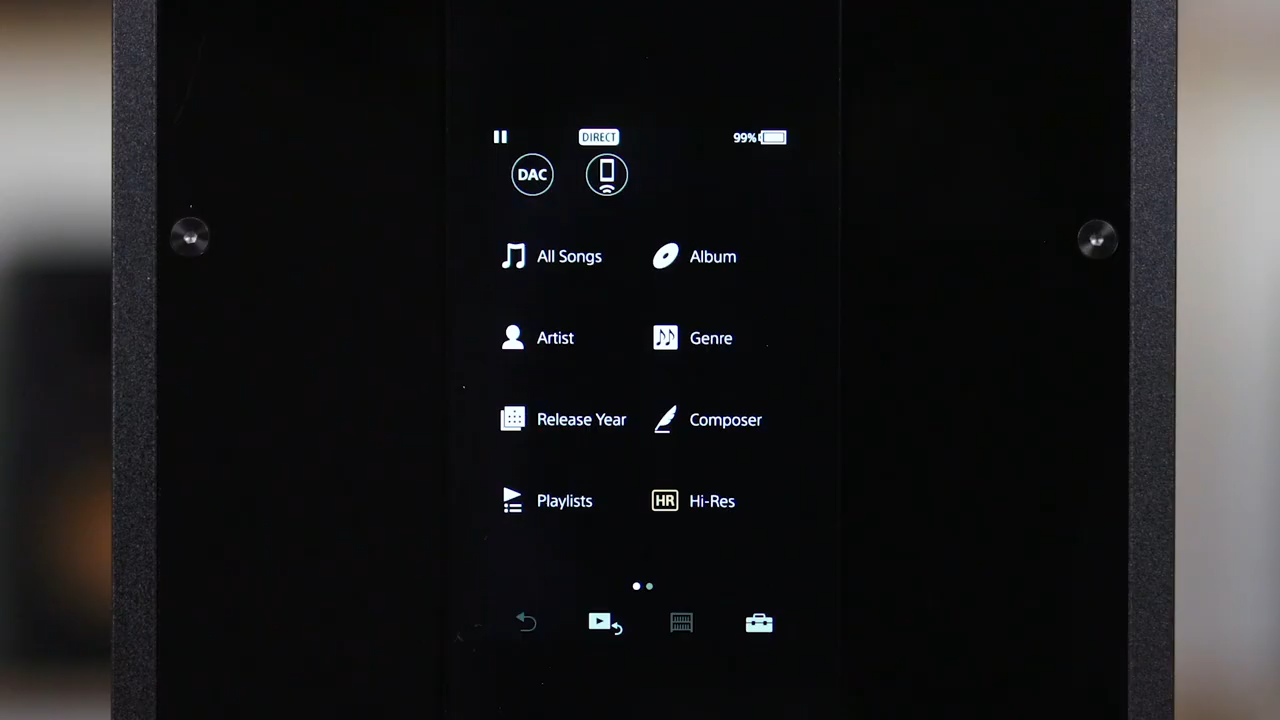 DIRECT 99%
DAC
All Songs Album
Artist Genre
Release Year Composer
Playlists HR Hi-Res